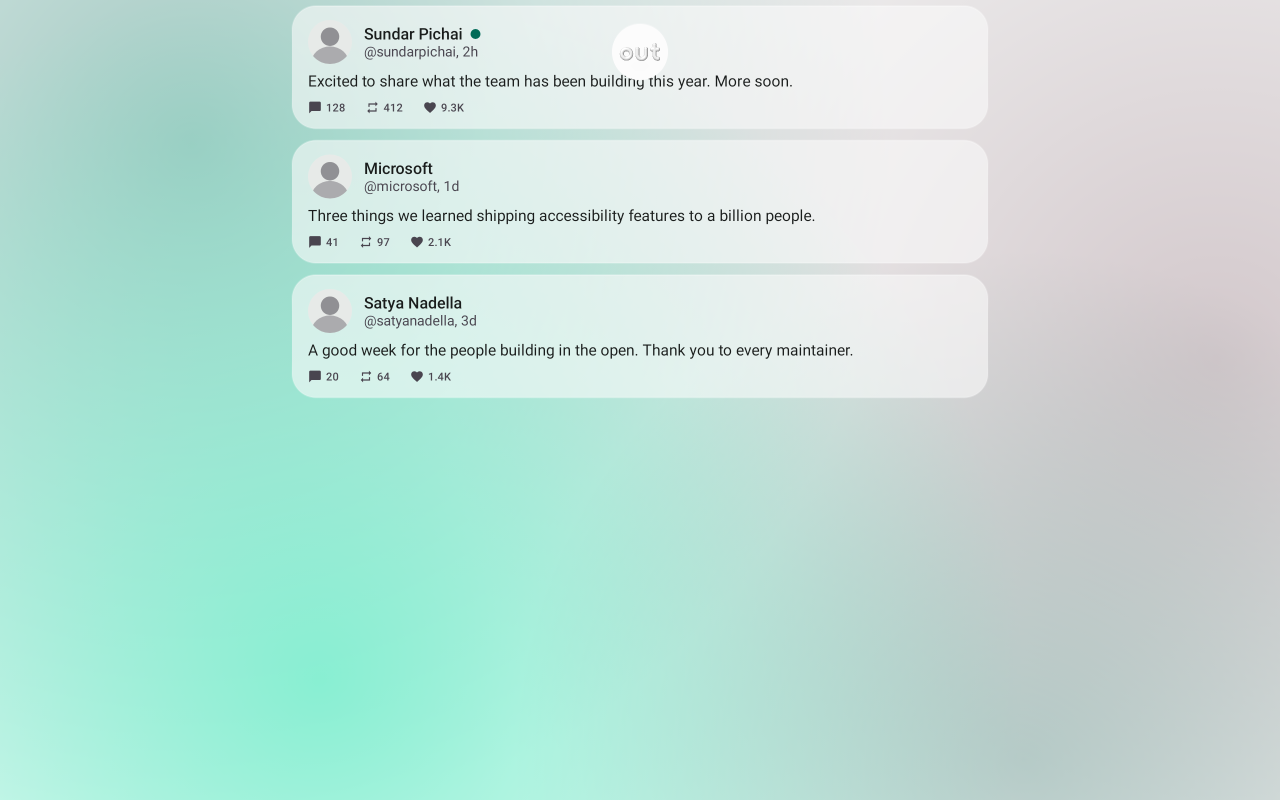 Sundar Pichai
@sundarpichai, 2h
out
Excited to share what the team has been building this year. More soon.
128 412 9.3K
Microsoft
@microsoft, 1d
Three things we learned shipping accessibility features to a billion people.
41 97 2.1K
Satya Nadella
@satyanadella, 3d
A good week for the people building in the open. Thank you to every maintainer.
20 64 1.4K